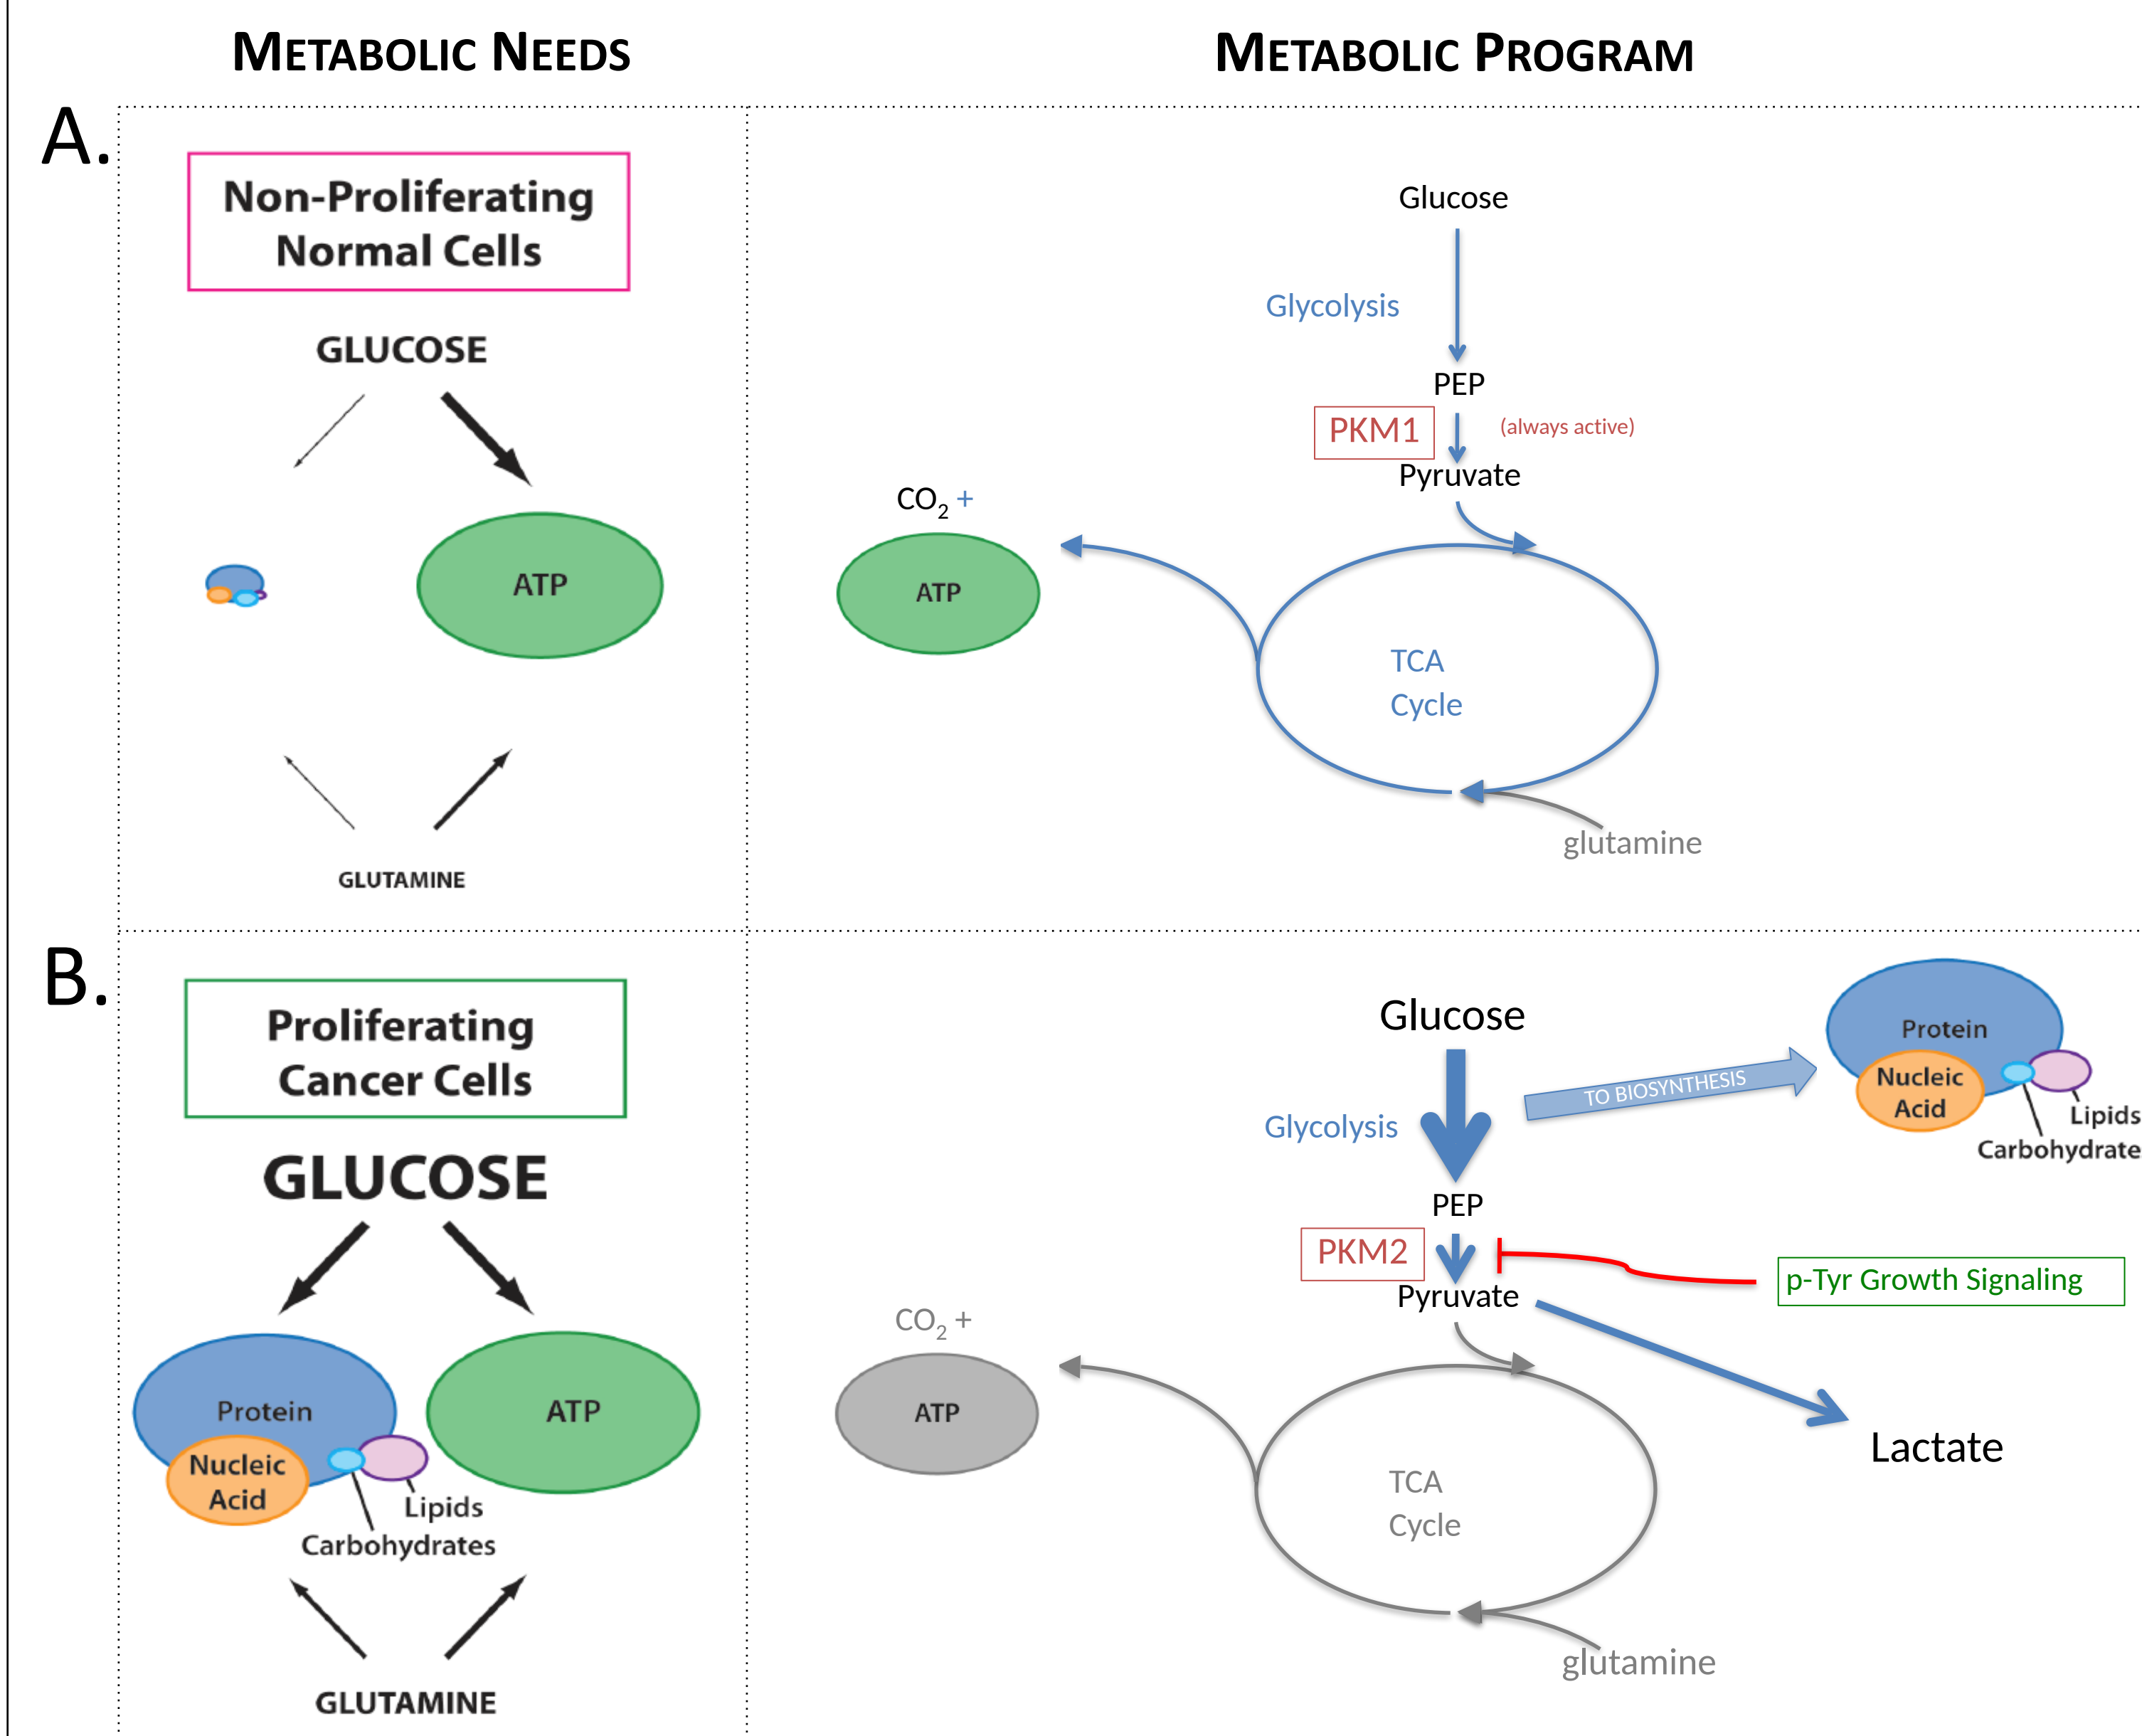 METABOLIC NEEDS
METABOLIC PROGRAM
A.
Non-Proliferating
Normal Cells
GLUCOSE
ATP
GLUTAMINE
Glucose
Glycolysis
PEP
PKM1
(always active)
Pyruvate
CO2 +
ATP
TCA
Cycle
glutamine
B.
Proliferating
Cancer Cells
GLUCOSE
Protein
ATP
Nucleic
Acid
Lipids
Carbohydrates
GLUTAMINE
Glucose
TO BIOSYNTHESIS
Protein
Nucleic
Acid
Lipids
Carbohydrate
Glycolysis
PEP
PKM2
p-Tyr Growth Signaling
Pyruvate
CO2 +
ATP
Lactate
TCA
Cycle
glutamine